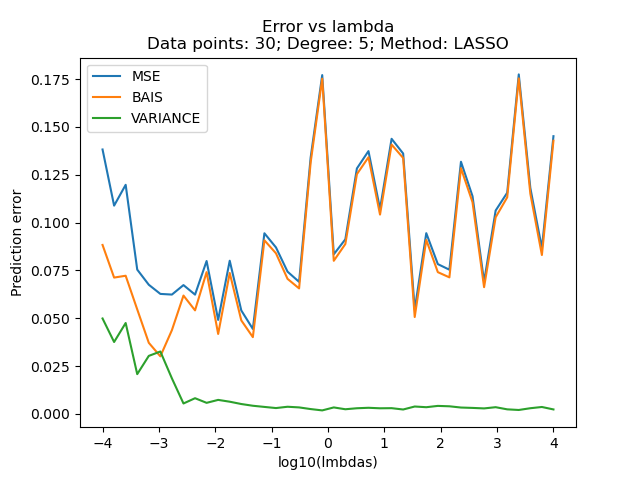 Error vs lambda
Data points: 30; Degree: 5; Method: LASSO
MSE
BAIS
VARIANCE
0.175
0.150
0.125
0.100
0.075
0.050
0.025
0.000
Prediction error
−4 −3 −2 −1 0 1 2 3 4
log10(lmbdas)